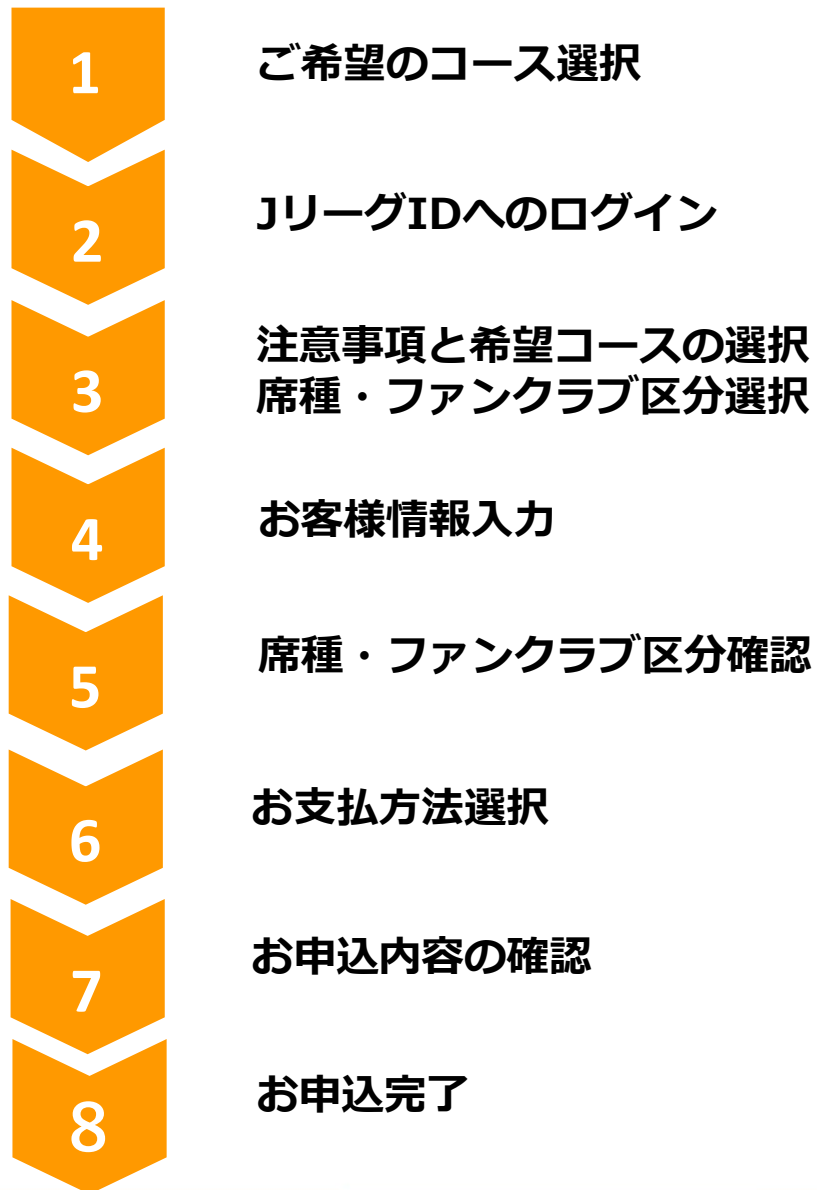 1
ご希望のコース選択
2
JリーグIDへのログイン
3
注意事項と希望コースの選択
席種・ファンクラブ区分選択
4
お客様情報入力
5
席種・ファンクラブ区分確認
6
お支払方法選択
7
お申込内容の確認
8
お申込完了